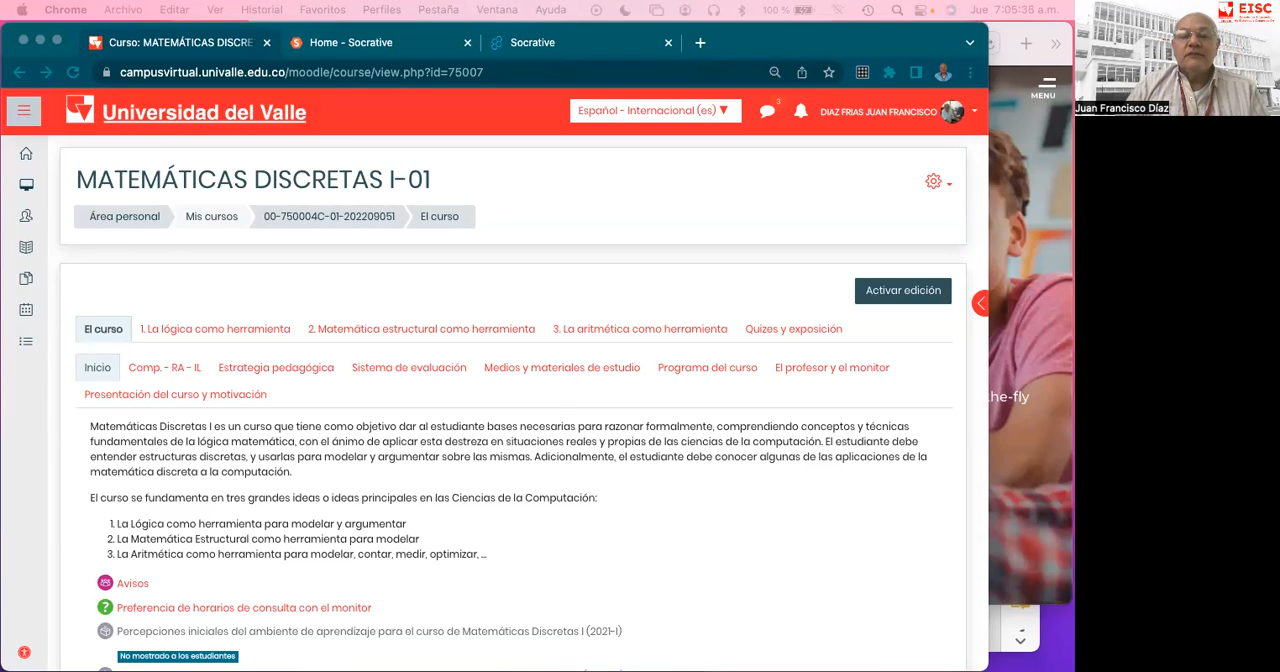 Chrome Archivo Editar Ver Historial Favoritos Perfiles Pestaña Ventana Ayuda 100 % Jue 7:05:36 a.m.
Curso: MATEMÁTICAS DISCRE Home - Socrative Socrative
campusvirtual.univalle.edu.co/moodle/course/view.php?id=75007
EISC
Juan Francisco Díaz
MENU
Universidad del Valle Español - Internacional (es) 3 DIAZ FRIAS JUAN FRANCISCO
MATEMÁTICAS DISCRETAS I-01
Área personal Mis cursos 00-750004C-01-202209051 El curso
Activar edición
El curso 1. La lógica como herramienta 2. Matemática estructural como herramienta 3. La aritmética como herramienta Quizes y exposición
Inicio Comp. - RA - IL Estrategia pedagógica Sistema de evaluación Medios y materiales de estudio Programa del curso El profesor y el monitor
Presentación del curso y motivación
he-fly
Matemáticas Discretas I es un curso que tiene como objetivo dar al estudiante bases necesarias para razonar formalmente, comprendiendo conceptos y técnicas
fundamentales de la lógica matemática, con el ánimo de aplicar esta destreza en situaciones reales y propias de las ciencias de la computación. El estudiante debe
entender estructuras discretas, y usarlas para modelar y argumentar sobre las mismas. Adicionalmente, el estudiante debe conocer algunas de las aplicaciones de la
matemática discreta a la computación.
El curso se fundamenta en tres grandes ideas o ideas principales en las Ciencias de la Computación:
1. La Lógica como herramienta para modelar y argumentar
2. La Matemática Estructural como herramienta para modelar
3. La Aritmética como herramienta para modelar, contar, medir, optimizar, ...
Avisos
Preferencia de horarios de consulta con el monitor
Percepciones iniciales del ambiente de aprendizaje para el curso de Matemáticas Discretas I (2021-I)
No mostrado a los estudiantes